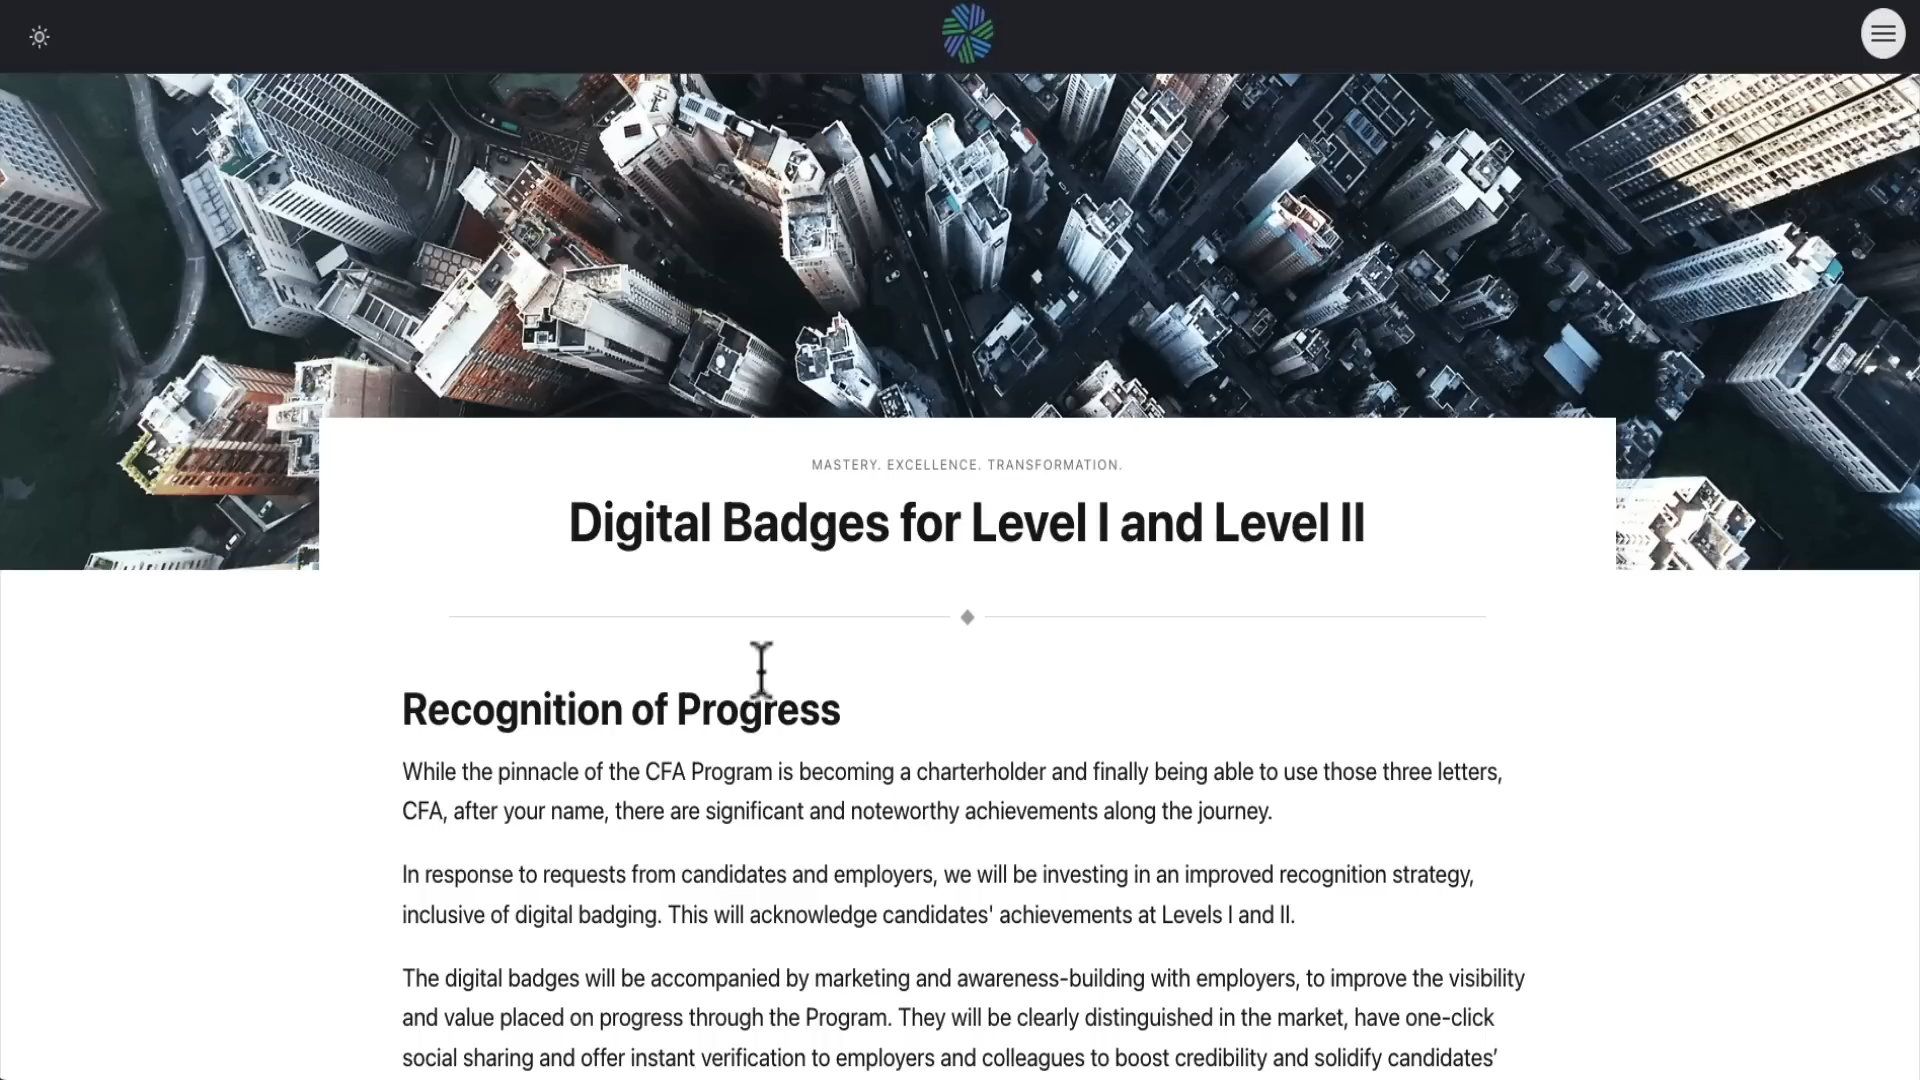 MASTERY. EXCELLENCE. TRANSFORMATION.
Digital Badges for Level I and Level II
Recognition of Progress
While the pinnacle of the CFA Program is becoming a charterholder and finally being able to use those three letters,
CFA, after your name, there are significant and noteworthy achievements along the journey.
In response to requests from candidates and employers, we will be investing in an improved recognition strategy,
inclusive of digital badging. This will acknowledge candidates' achievements at Levels I and II.
The digital badges will be accompanied by marketing and awareness-building with employers, to improve the visibility
and value placed on progress through the Program. They will be clearly distinguished in the market, have one-click
social sharing and offer instant verification to employers and colleagues to boost credibility and solidify candidates’